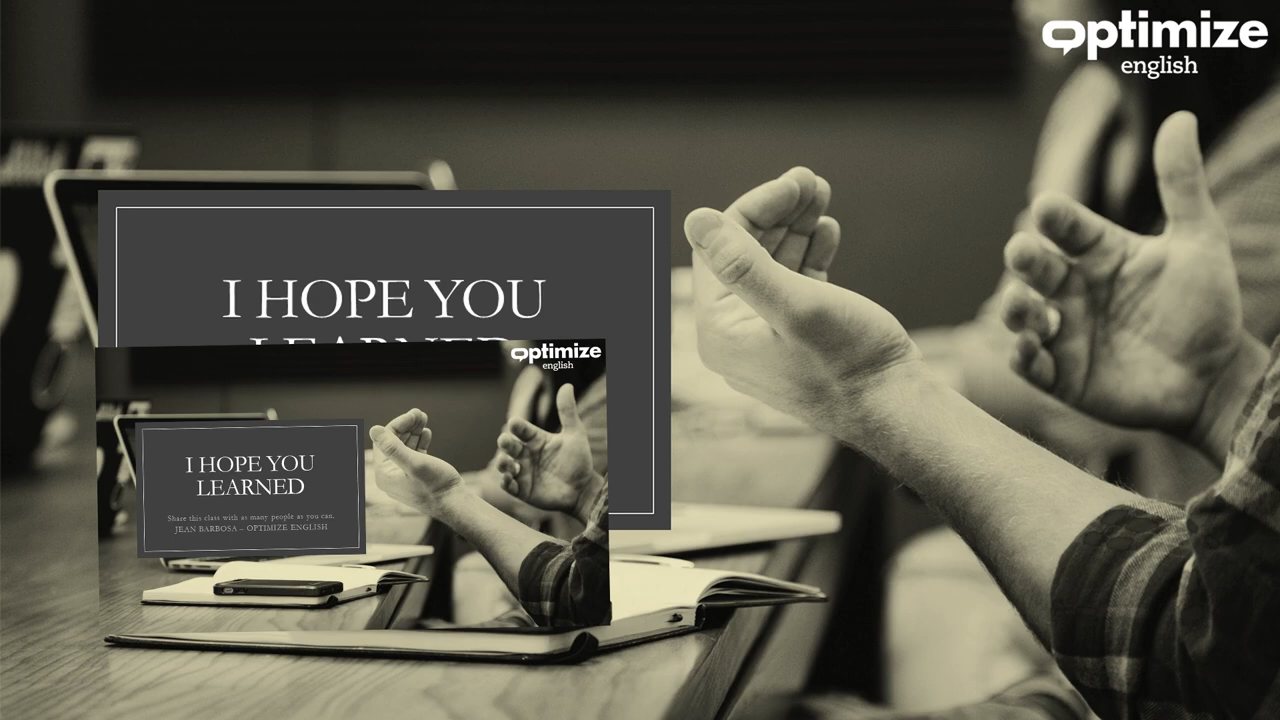 optimize
english
I HOPE YOU
LEARNED
optimize
english
I HOPE YOU
LEARNED
Share this class with as many people as you can.
JEAN BARBOSA – OPTIMIZE ENGLISH